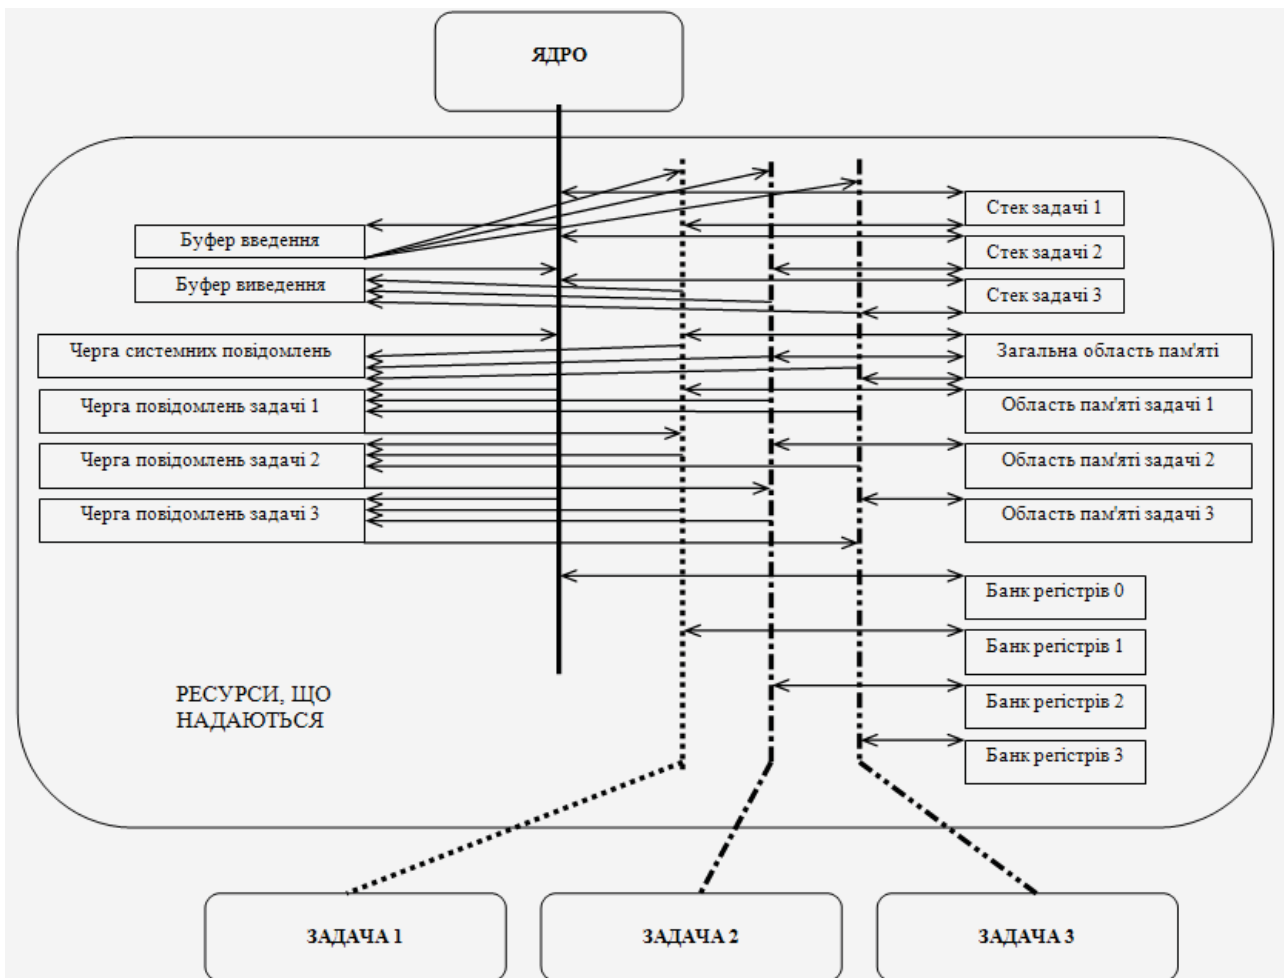 ЯДРО
Стек задачі 1
Буфер введення
Стек задачі 2
Буфер виведення
Стек задачі 3
Черга системних повідомлень
Загальна область пам'яті
Черга повідомлень задачі 1
Область пам'яті задачі 1
Черга повідомлень задачі 2
Область пам'яті задачі 2
Черга повідомлень задачі 3
Область пам'яті задачі 3
Банк регістрів 0
Банк регістрів 1
РЕСУРСИ, ЩО
НАДАЮТЬСЯ
Банк регістрів 2
Банк регістрів 3
ЗАДАЧА 1
ЗАДАЧА 2
ЗАДАЧА 3